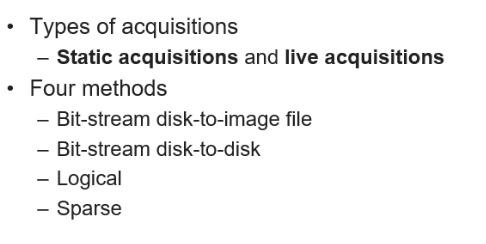 • Types of acquisitions
– Static acquisitions and live acquisitions
• Four methods
– Bit-stream disk-to-image file
– Bit-stream disk-to-disk
– Logical
– Sparse